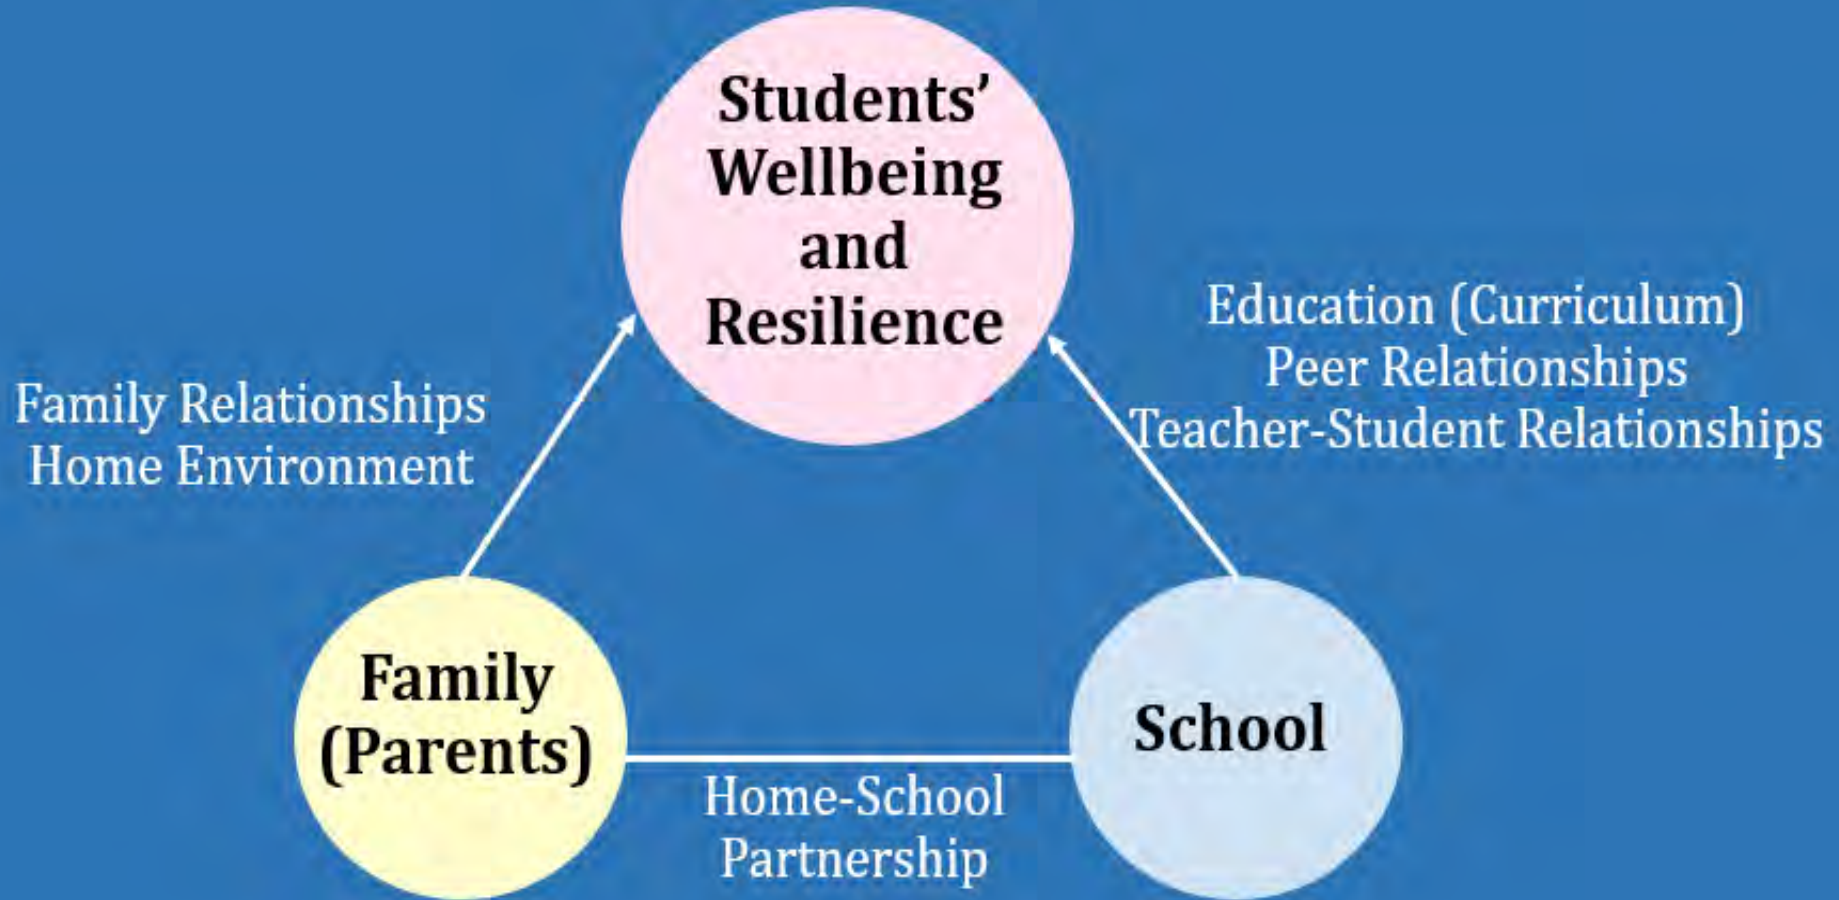 Students’
Wellbeing
and
Resilience
Education (Curriculum)
Peer Relationships
Teacher-Student Relationships
Family Relationships
Home Environment
Family
(Parents)
School
Home-School
Partnership